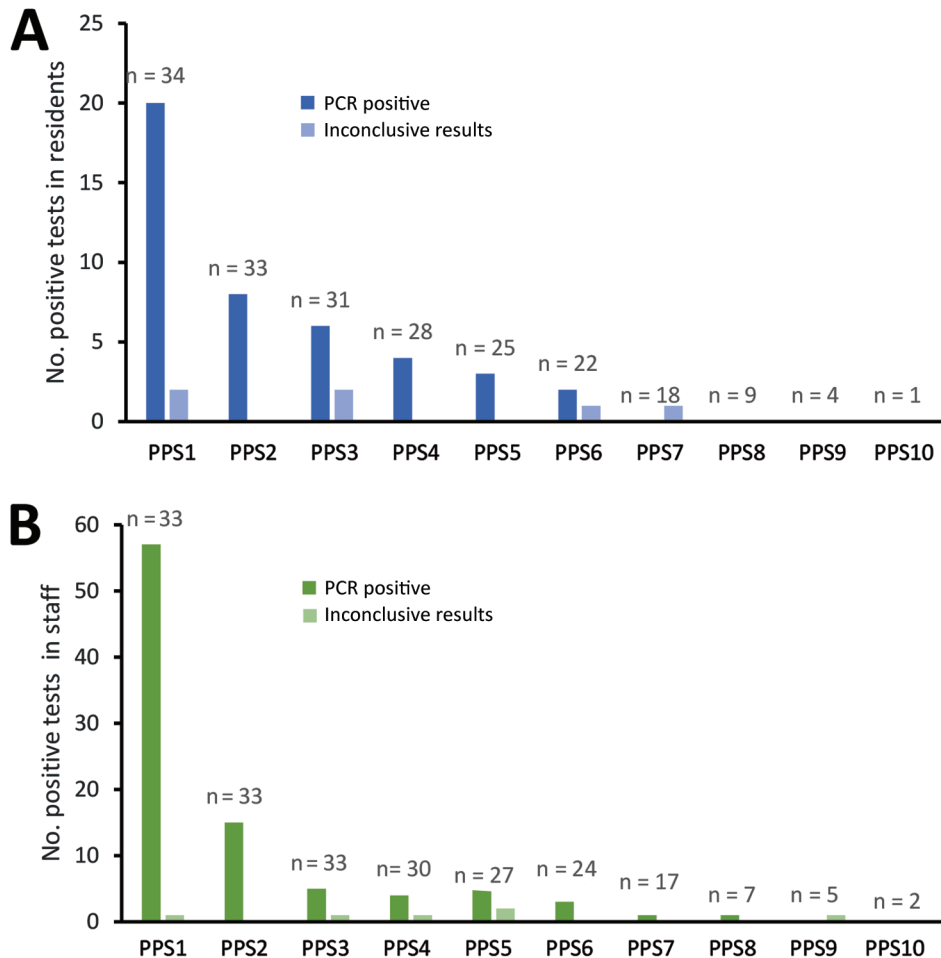 A
No. positive tests in residents
25
20
15
10
5
0
n = 34
n = 33
n = 31
n = 28
n = 25
n = 22
n = 18
n = 9
n = 4
n = 1
PCR positive
Inconclusive results
PPS1 PPS2 PPS3 PPS4 PPS5 PPS6 PPS7 PPS8 PPS9 PPS10
B
No. positive tests in staff
60
50
40
30
20
10
0
n = 33
n = 33
n = 33
n= 30
n = 27
n = 24
n = 17
n = 7
n = 5
n = 2
PCR positive
Inconclusive results
PPS1 PPS2 PPS3 PPS4 PPS5 PPS6 PPS7 PPS8 PPS9 PPS10